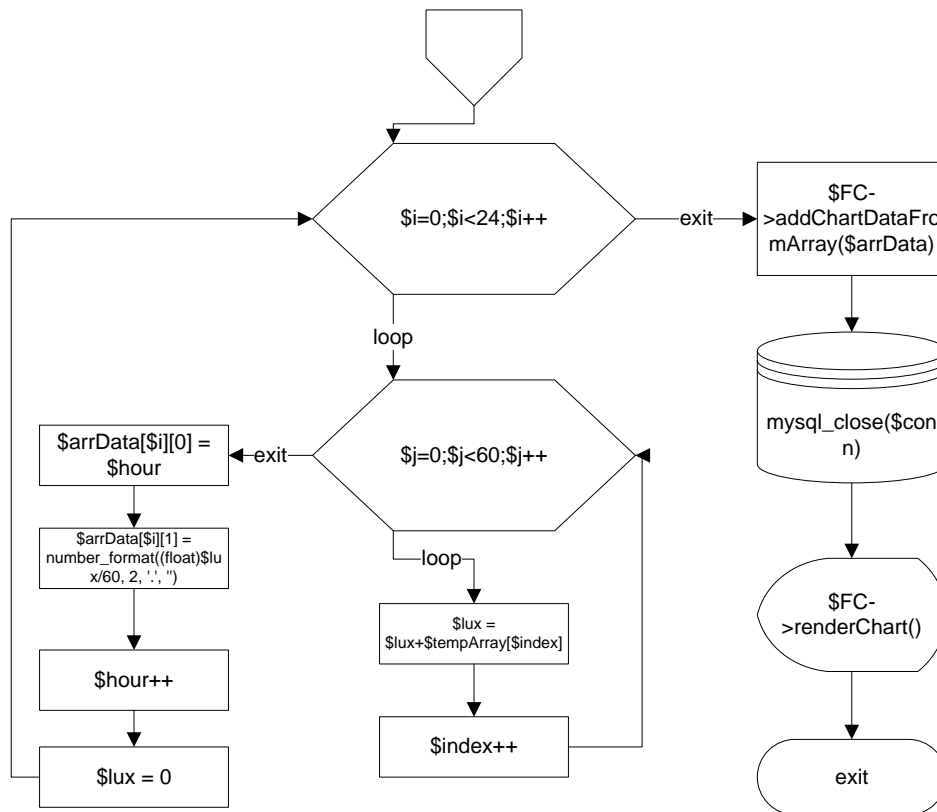 $i=0;$i<24;$i++
exit
$FC-
>addChartDataFro
mArray($arrData)
loop
mysql_close($con
n)
$j=0;$j<60;$j++
exit
$arrData[$i][0] =
$hour
$arrData[$i][1] =
number_format((float)$lu
x/60, 2, '.', '')
loop
$lux =
$lux+$tempArray[$index]
$FC-
>renderChart()
$hour++
$index++
$lux = 0
exit